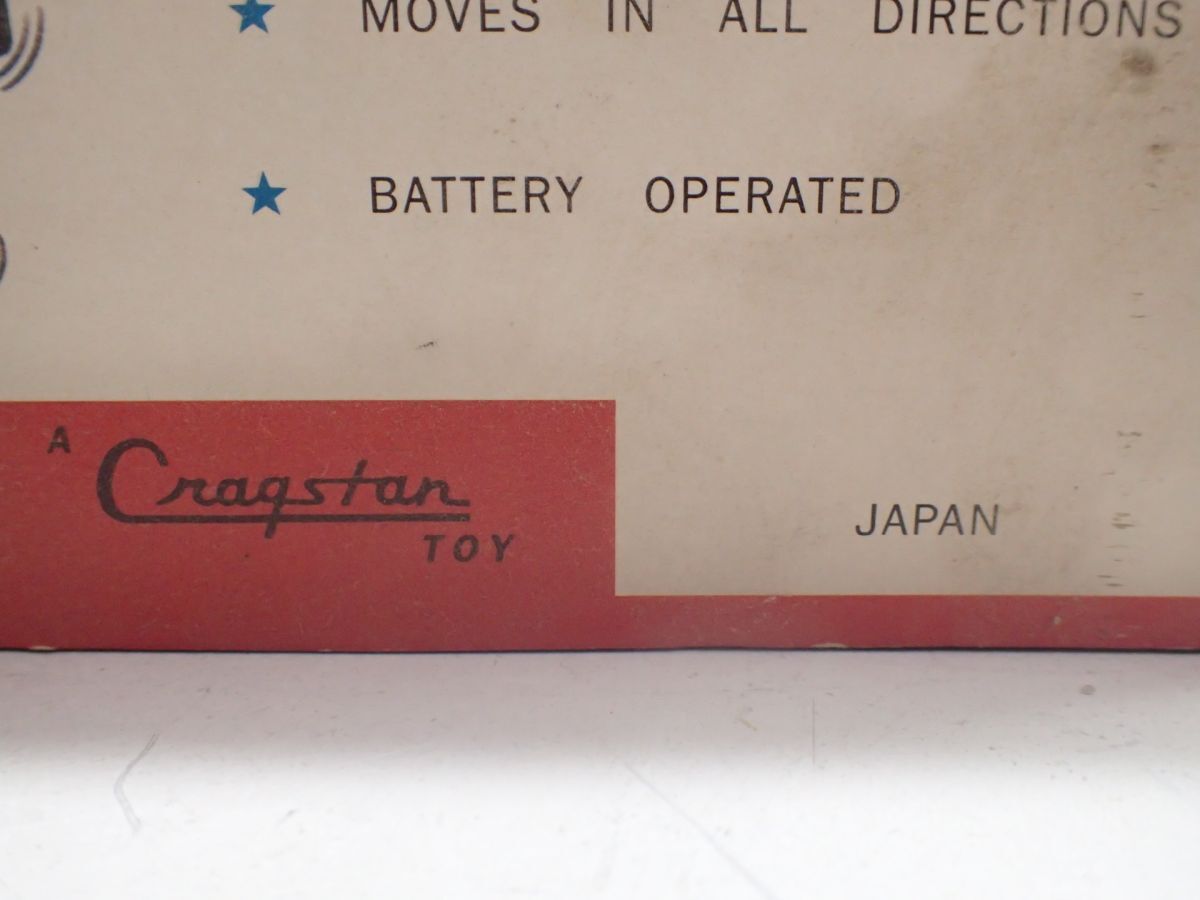 ★ MOVES IN ALL DIRECTIONS
★ BATTERY OPERATED
A
Cragstan
TOY
JAPAN